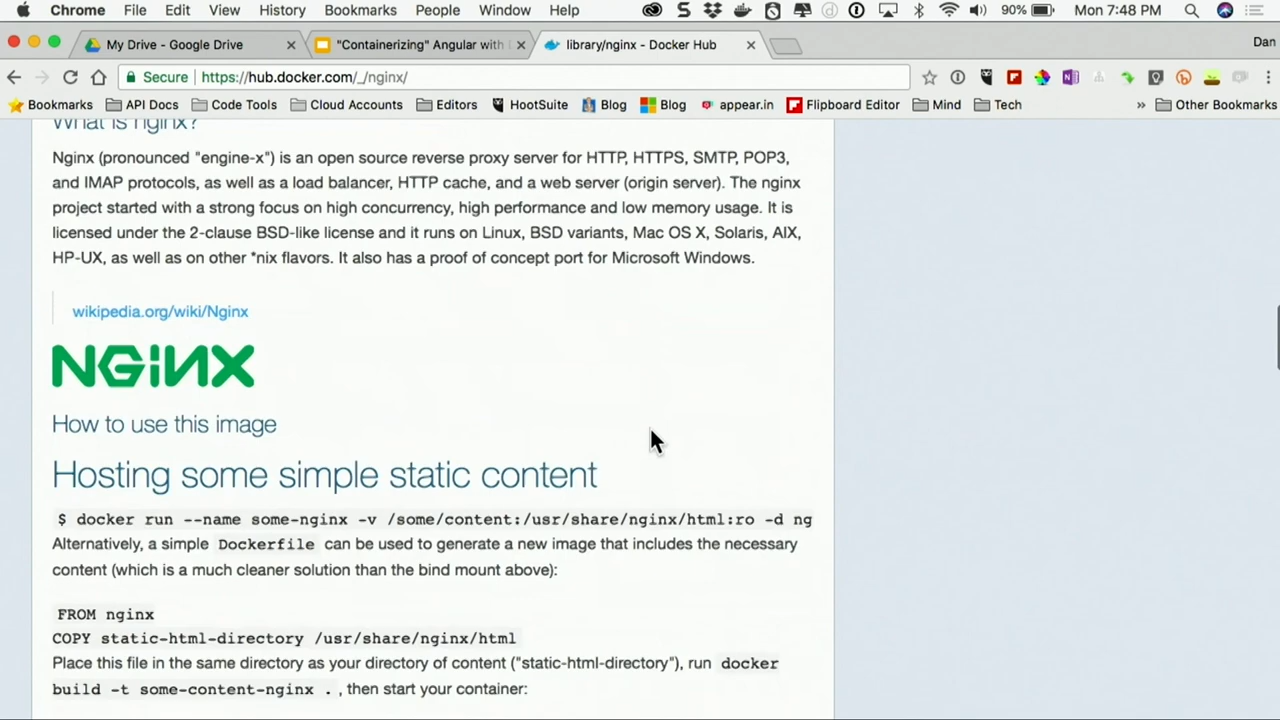 Chrome File Edit View History Bookmarks People Window Help 90% Mon 7:48 PM
My Drive - Google Drive "Containerizing" Angular with library/nginx - Docker Hub Dan
Secure https://hub.docker.com/_/nginx/
Bookmarks API Docs Code Tools Cloud Accounts Editors HootSuite Blog Blog appear.in Flipboard Editor Mind Tech » Other Bookmarks
What is nginx?
Nginx (pronounced "engine-x") is an open source reverse proxy server for HTTP, HTTPS, SMTP, POP3,
and IMAP protocols, as well as a load balancer, HTTP cache, and a web server (origin server). The nginx
project started with a strong focus on high concurrency, high performance and low memory usage. It is
licensed under the 2-clause BSD-like license and it runs on Linux, BSD variants, Mac OS X, Solaris, AIX,
HP-UX, as well as on other *nix flavors. It also has a proof of concept port for Microsoft Windows.
wikipedia.org/wiki/Nginx
NGiNX
How to use this image
Hosting some simple static content
$ docker run --name some-nginx -v /some/content:/usr/share/nginx/html:ro -d ng
Alternatively, a simple Dockerfile can be used to generate a new image that includes the necessary
content (which is a much cleaner solution than the bind mount above):
FROM nginx
COPY static-html-directory /usr/share/nginx/html
Place this file in the same directory as your directory of content ("static-html-directory"), run docker
build -t some-content-nginx . , then start your container: